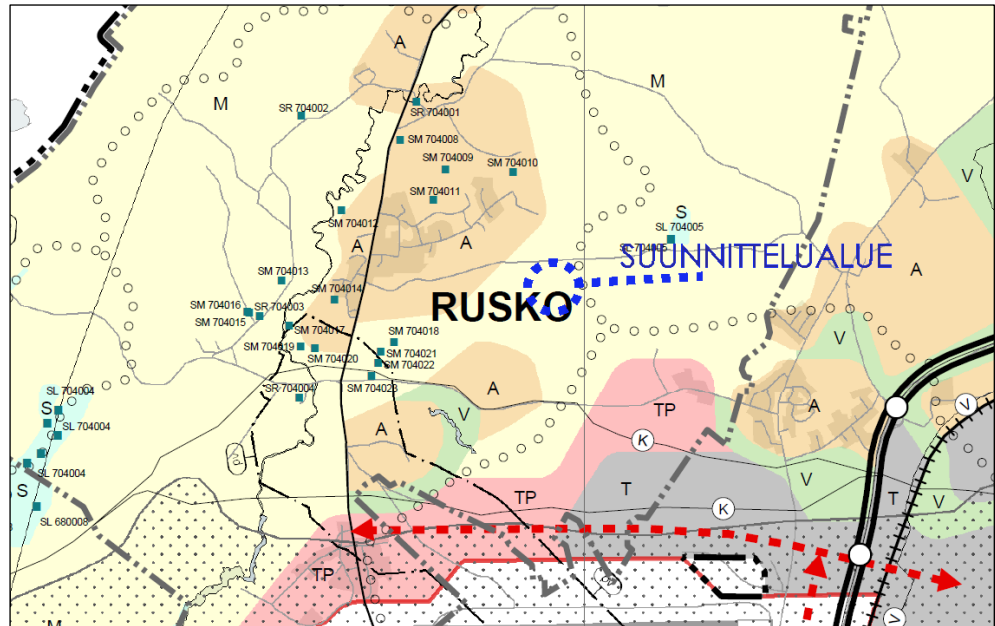 A
M
M
SR 704002
SR 704001
SM 704008
SM 704009
SM 704010
V
SM 704011
S
SM 704012
SL 704005
SL 704005
SUUNNITTELUALUE
A
A
A
SM 704013
SM 704014
RUSKO
SM 704016
SR 704003
SM 704015
SM 704017
SM 704018
V
SM 704019
SM 704020
SM 704021
SM 704022
SM 704023
SR 704004
A
SL 704004
S
TP
A
V
V
SL 704004
A
K
SL 704004
S
TP
T
K
V
T
V
SL 680008
TP
M
V